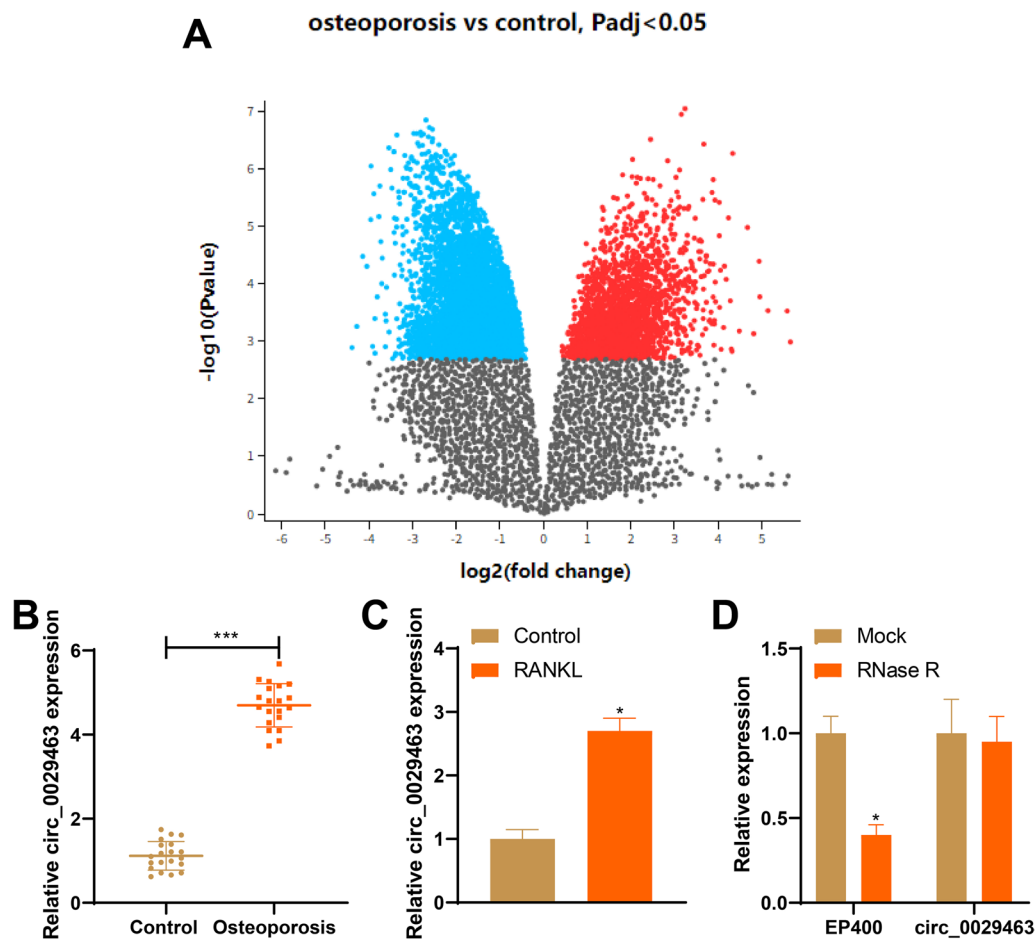 A
osteoporosis vs control, Padj<0.05
-log10(Pvalue)
7
6
5
4
3
2
1
0
-6 -5 -4 -3 -2 -1 0 1 2 3 4 5
log2(fold change)
B
Relative circ_0029463 expression
6
4
2
0
***
Control Osteoporosis
C
Relative circ_0029463 expression
Control
RANKL
4
3
2
1
0
*
D
Relative expression
Mock
RNase R
1.5
1.0
0.5
0.0
*
EP400 circ_0029463